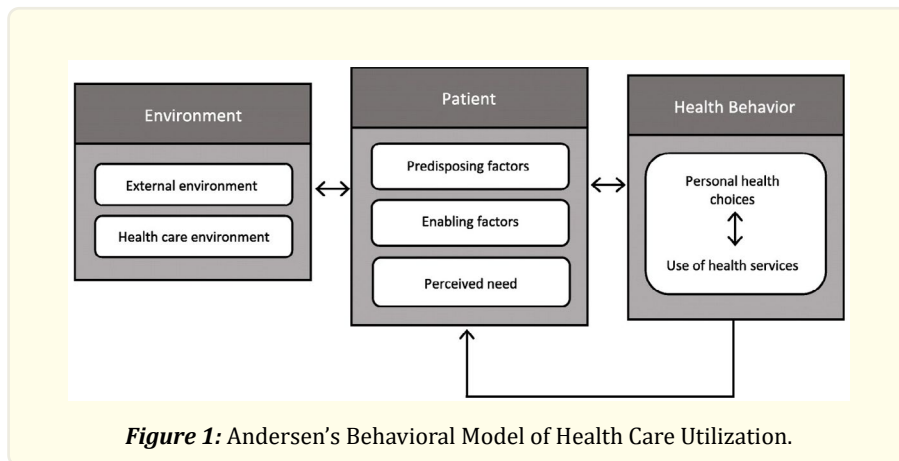 Environment
External environment
Health care environment
Patient
Predisposing factors
Enabling factors
Perceived need
Health Behavior
Personal health
choices
Use of health services
Figure 1: Andersen's Behavioral Model of Health Care Utilization.